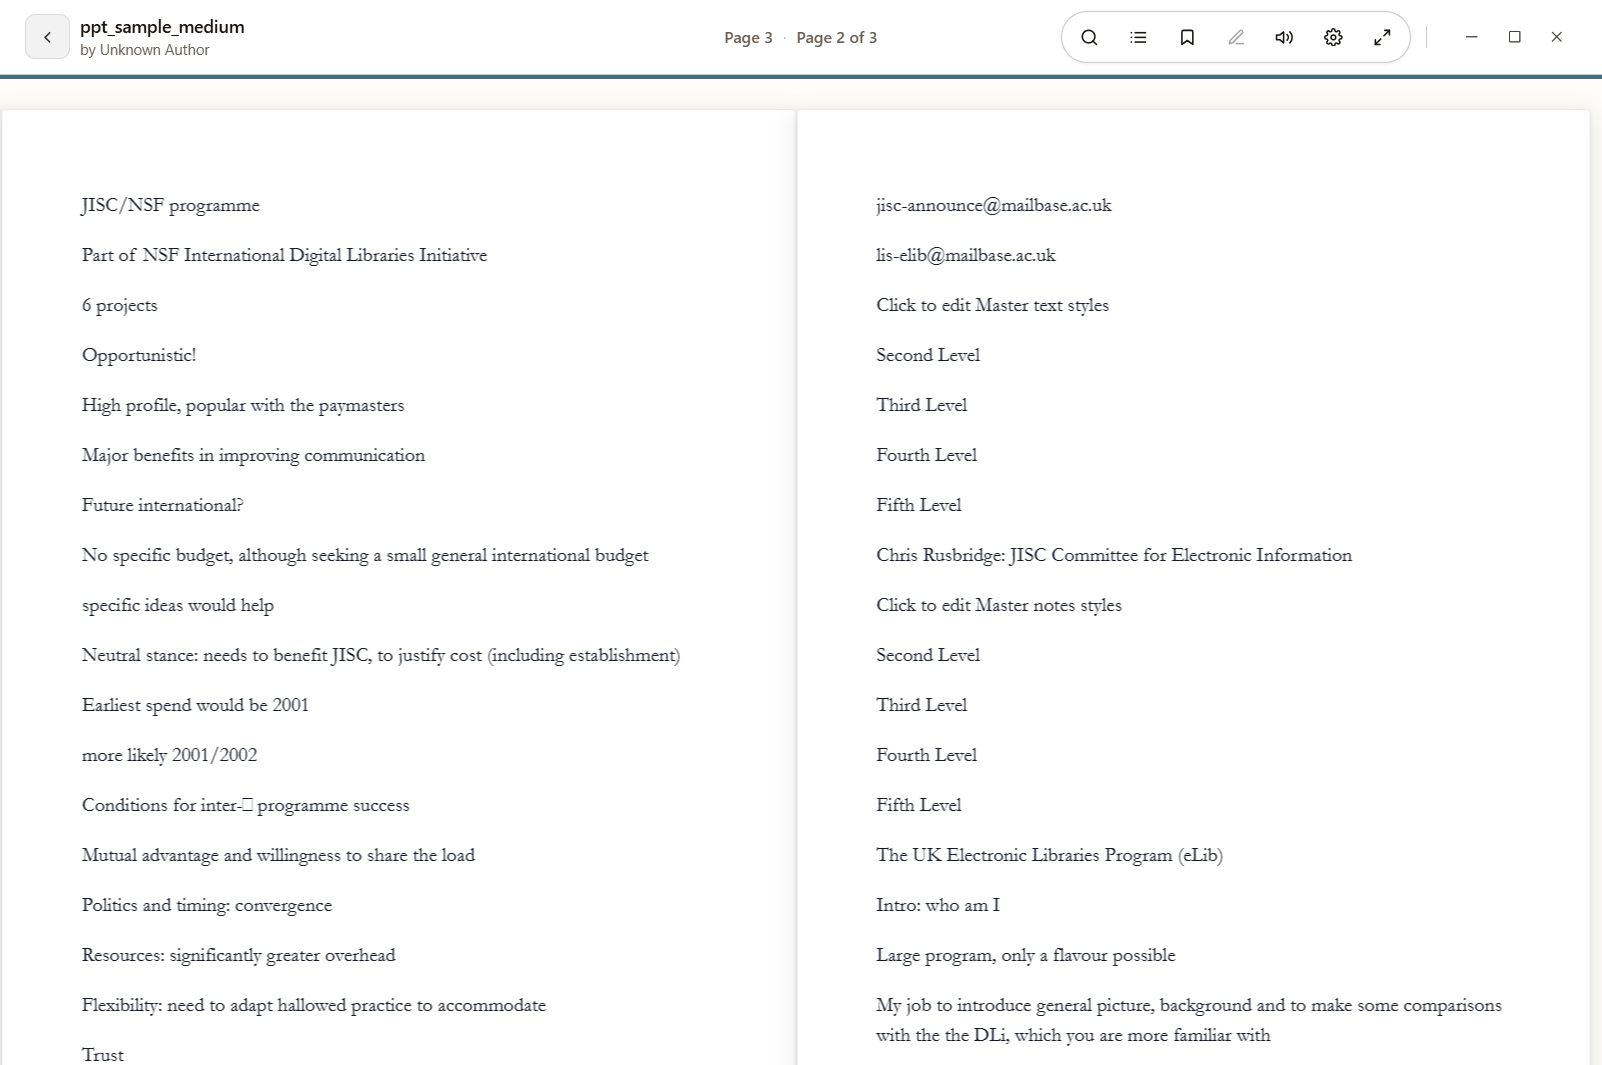 ppt_sample_medium
by Unknown Author
Page 3 · Page 2 of 3
JISC/NSF programme
Part of NSF International Digital Libraries Initiative
6 projects
Opportunistic!
High profile, popular with the paymasters
Major benefits in improving communication
Future international?
No specific budget, although seeking a small general international budget
specific ideas would help
Neutral stance: needs to benefit JISC, to justify cost (including establishment)
Earliest spend would be 2001
more likely 2001/2002
Conditions for inter-□ programme success
Mutual advantage and willingness to share the load
Politics and timing: convergence
Resources: significantly greater overhead
Flexibility: need to adapt hallowed practice to accommodate
Trust
jisc-announce@mailbase.ac.uk
lis-elib@mailbase.ac.uk
Click to edit Master text styles
Second Level
Third Level
Fourth Level
Fifth Level
Chris Rusbridge: JISC Committee for Electronic Information
Click to edit Master notes styles
Second Level
Third Level
Fourth Level
Fifth Level
The UK Electronic Libraries Program (eLib)
Intro: who am I
Large program, only a flavour possible
My job to introduce general picture, background and to make some comparisons
with the the DLi, which you are more familiar with